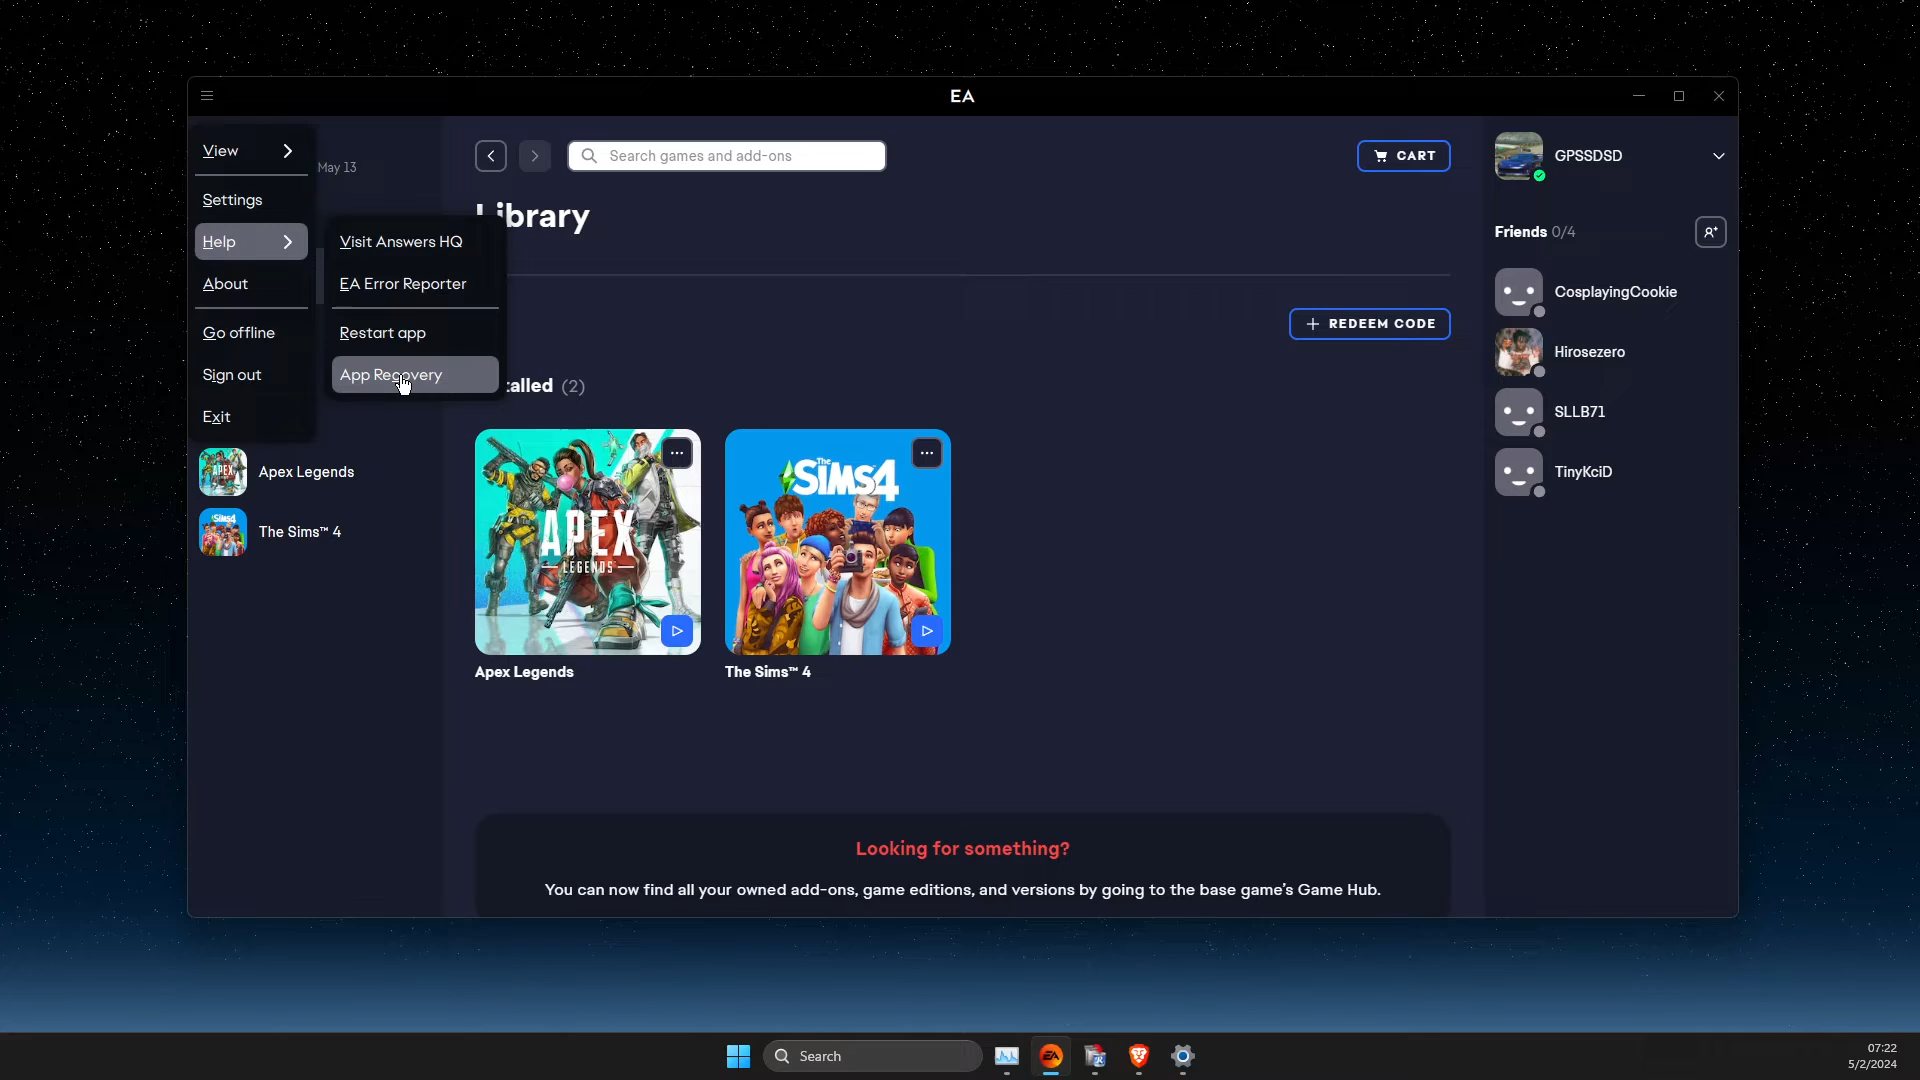 EA
View
Settings
Help
About
Go offline
Sign out
Exit
May 13
Visit Answers HQ
EA Error Reporter
Restart app
App Recovery
Apex Legends
The Sims™ 4
Search games and add-ons
CART
Library
REDEEM CODE
talled (2)
APEX
LEGENDS
The SIMS4
Apex Legends
The Sims™ 4
Looking for something?
You can now find all your owned add-ons, game editions, and versions by going to the base game's Game Hub.
GPSSDSD
Friends 0/4
CosplayingCookie
Hirosezero
SLLB71
TinyKciD
Search
EA
07:22
5/2/2024